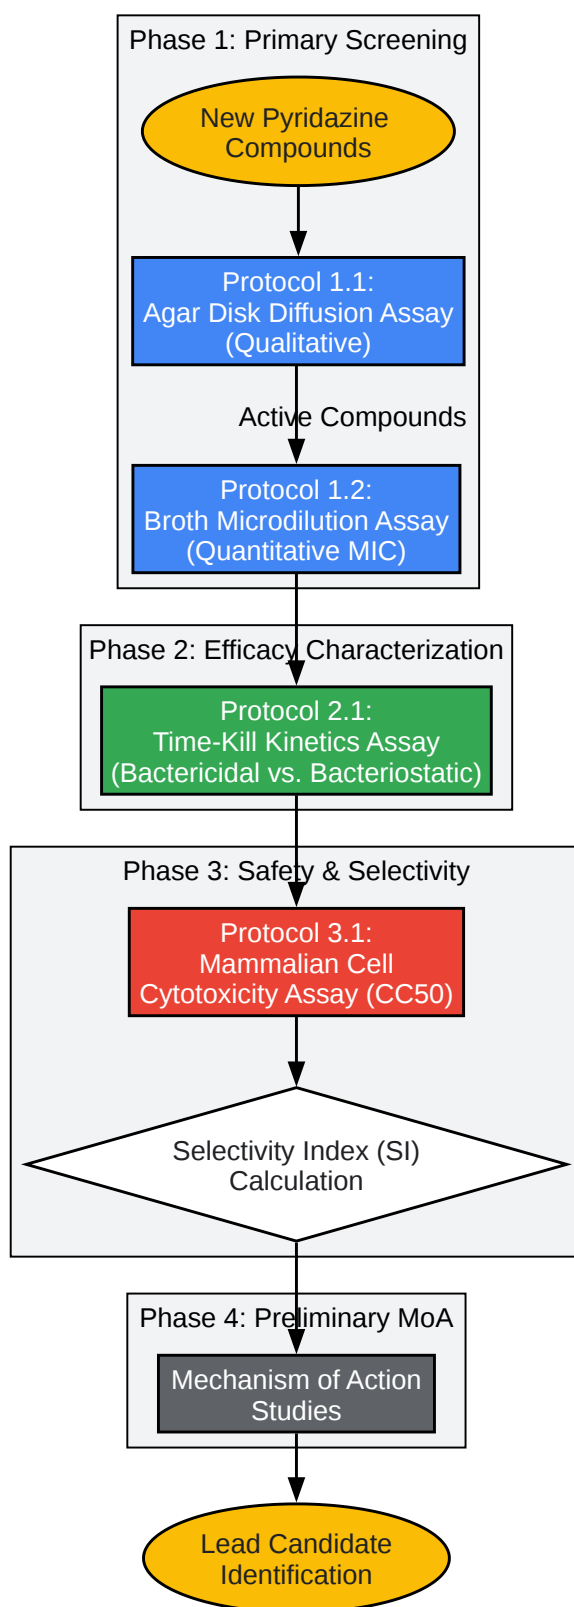 Phase 1: Primary Screening
New Pyridazine
Compounds
Protocol 1.1:
Agar Disk Diffusion Assay
(Qualitative)
Active Compounds
Protocol 1.2:
Broth Microdilution Assay
(Quantitative MIC)
Phase 2: Efficacy Characterization
Protocol 2.1:
Time-Kill Kinetics Assay
(Bactericidal vs. Bacteriostatic)
Phase 3: Safety & Selectivity
Protocol 3.1:
Mammalian Cell
Cytotoxicity Assay (CC50)
Selectivity Index (SI)
Calculation
Phase 4: Preliminary MoA
Mechanism of Action
Studies
Lead Candidate
Identification